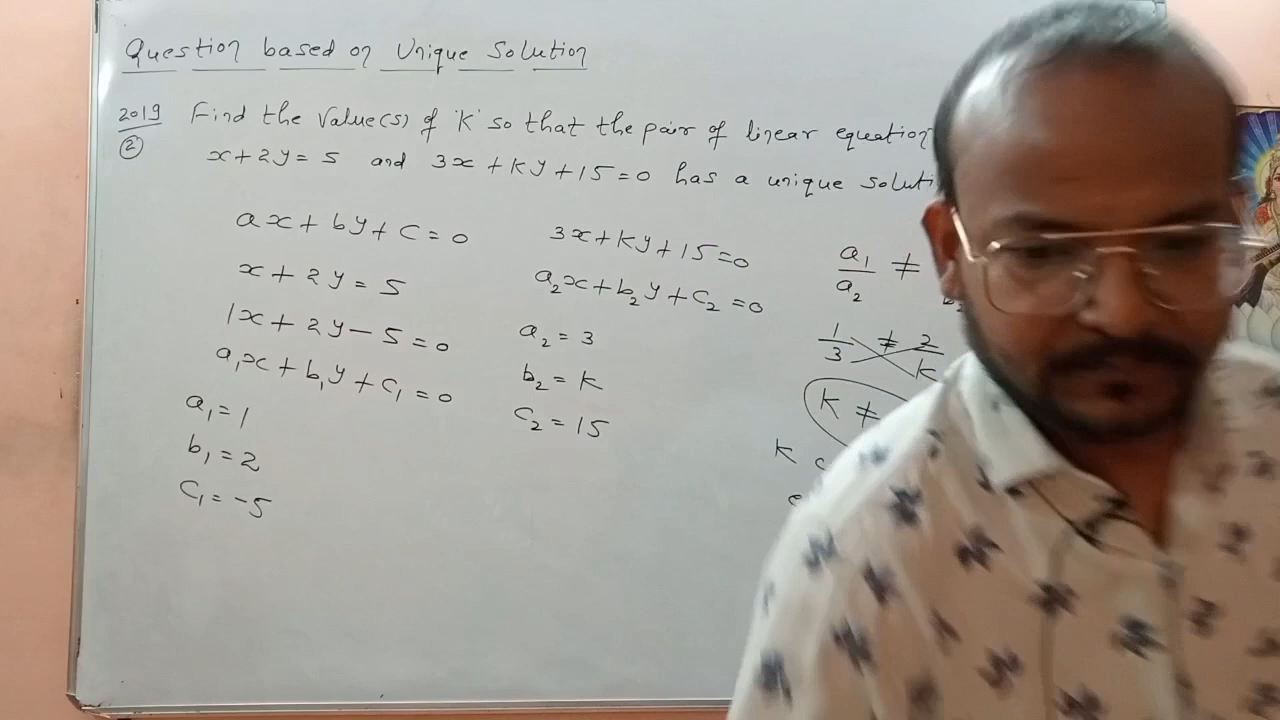 Question based on Unique Solution
2019 Find the Value(s) of 'K' so that the pair of linear equation
② x + 2y = 5 and 3x + Ky + 15 = 0 has a unique
ax + by + c = 0
x + 2y = 5
1x + 2y - 5 = 0
a₁x + b₁y + c₁ = 0
a₁ = 1
b₁ = 2
c₁ = -5
3x + Ky + 15 = 0
a₂x + b₂y + c₂ = 0
a₂ = 3
b₂ = K
c₂ = 15
a₁/a₂ ≠
1/3 ≠ 2/K
K ≠
K